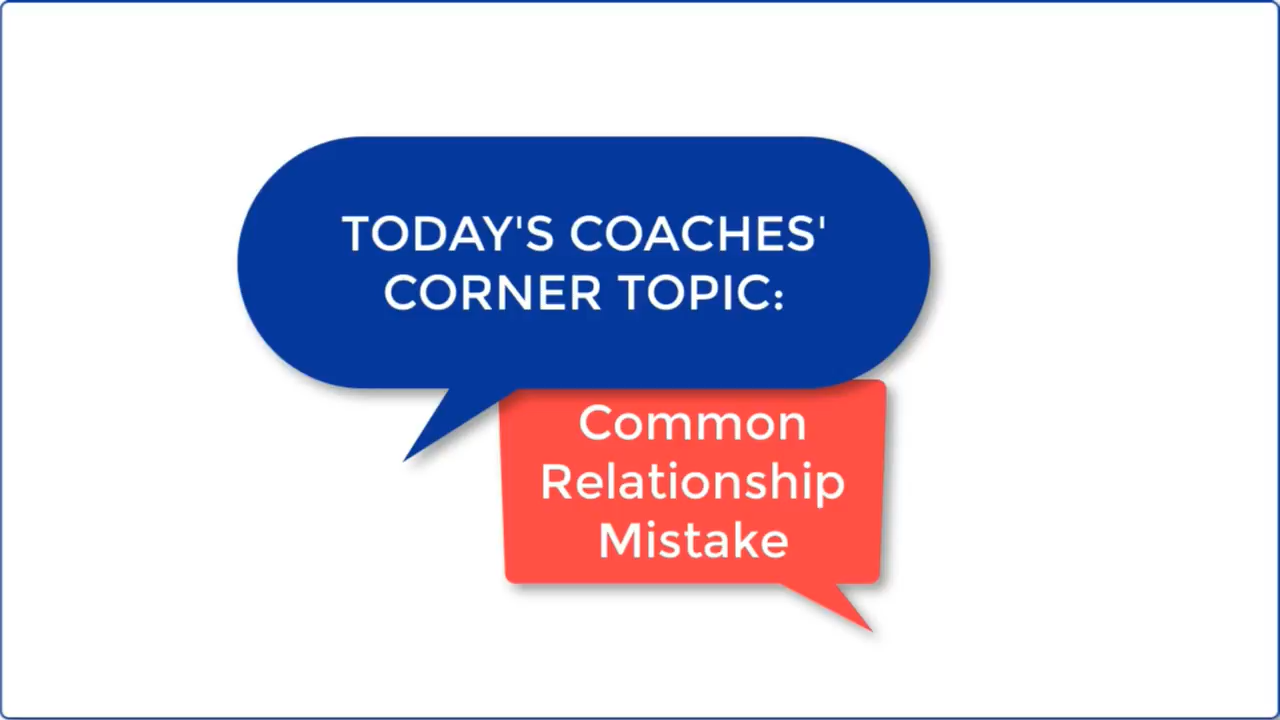 TODAY'S COACHES'
CORNER TOPIC:
Common
Relationship
Mistake